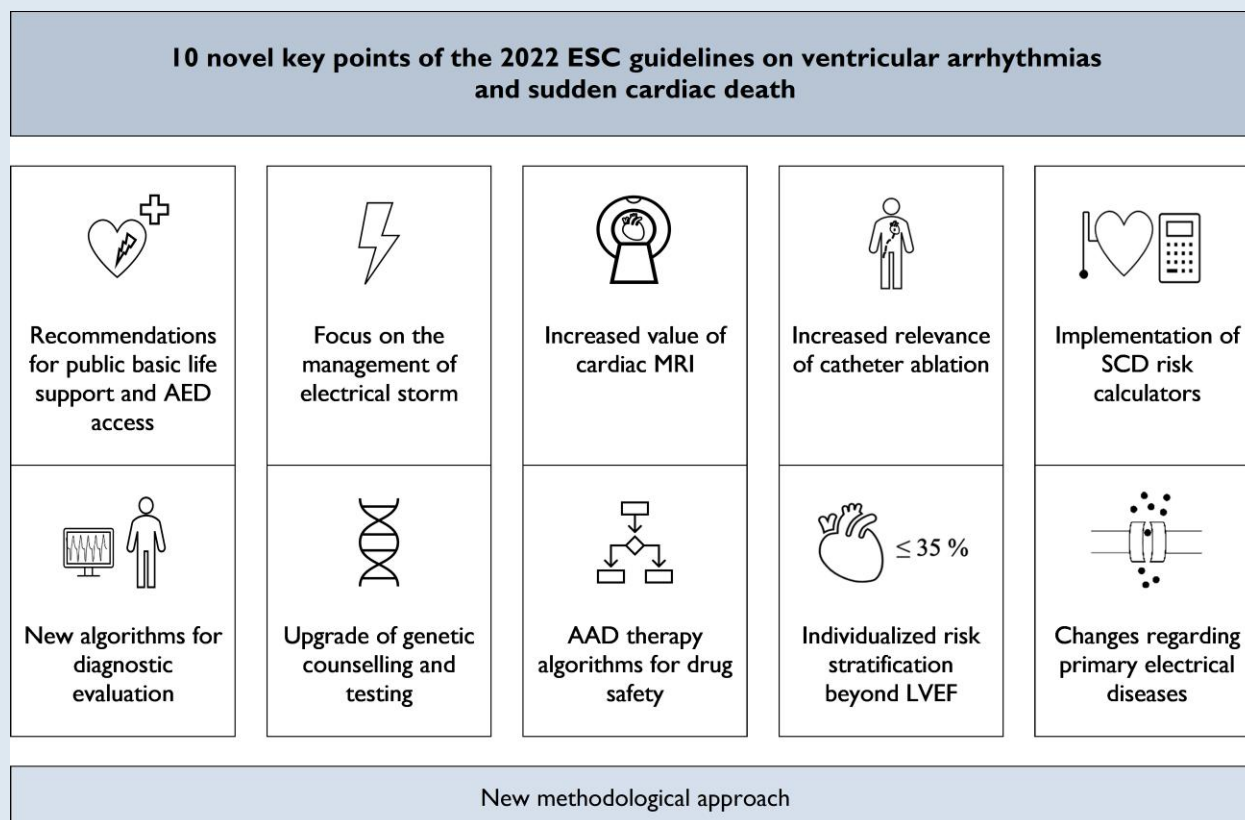 10 novel key points of the 2022 ESC guidelines on ventricular arrhythmias
and sudden cardiac death
Recommendations
for public basic life
support and AED
access
Focus on the
management of
electrical storm
Increased value of
cardiac MRI
Increased relevance
of catheter ablation
Implementation of
SCD risk
calculators
New algorithms for
diagnostic
evaluation
Upgrade of genetic
counselling and
testing
AAD therapy
algorithms for drug
safety
≤ 35 %
Individualized risk
stratification
beyond LVEF
Changes regarding
primary electrical
diseases
New methodological approach